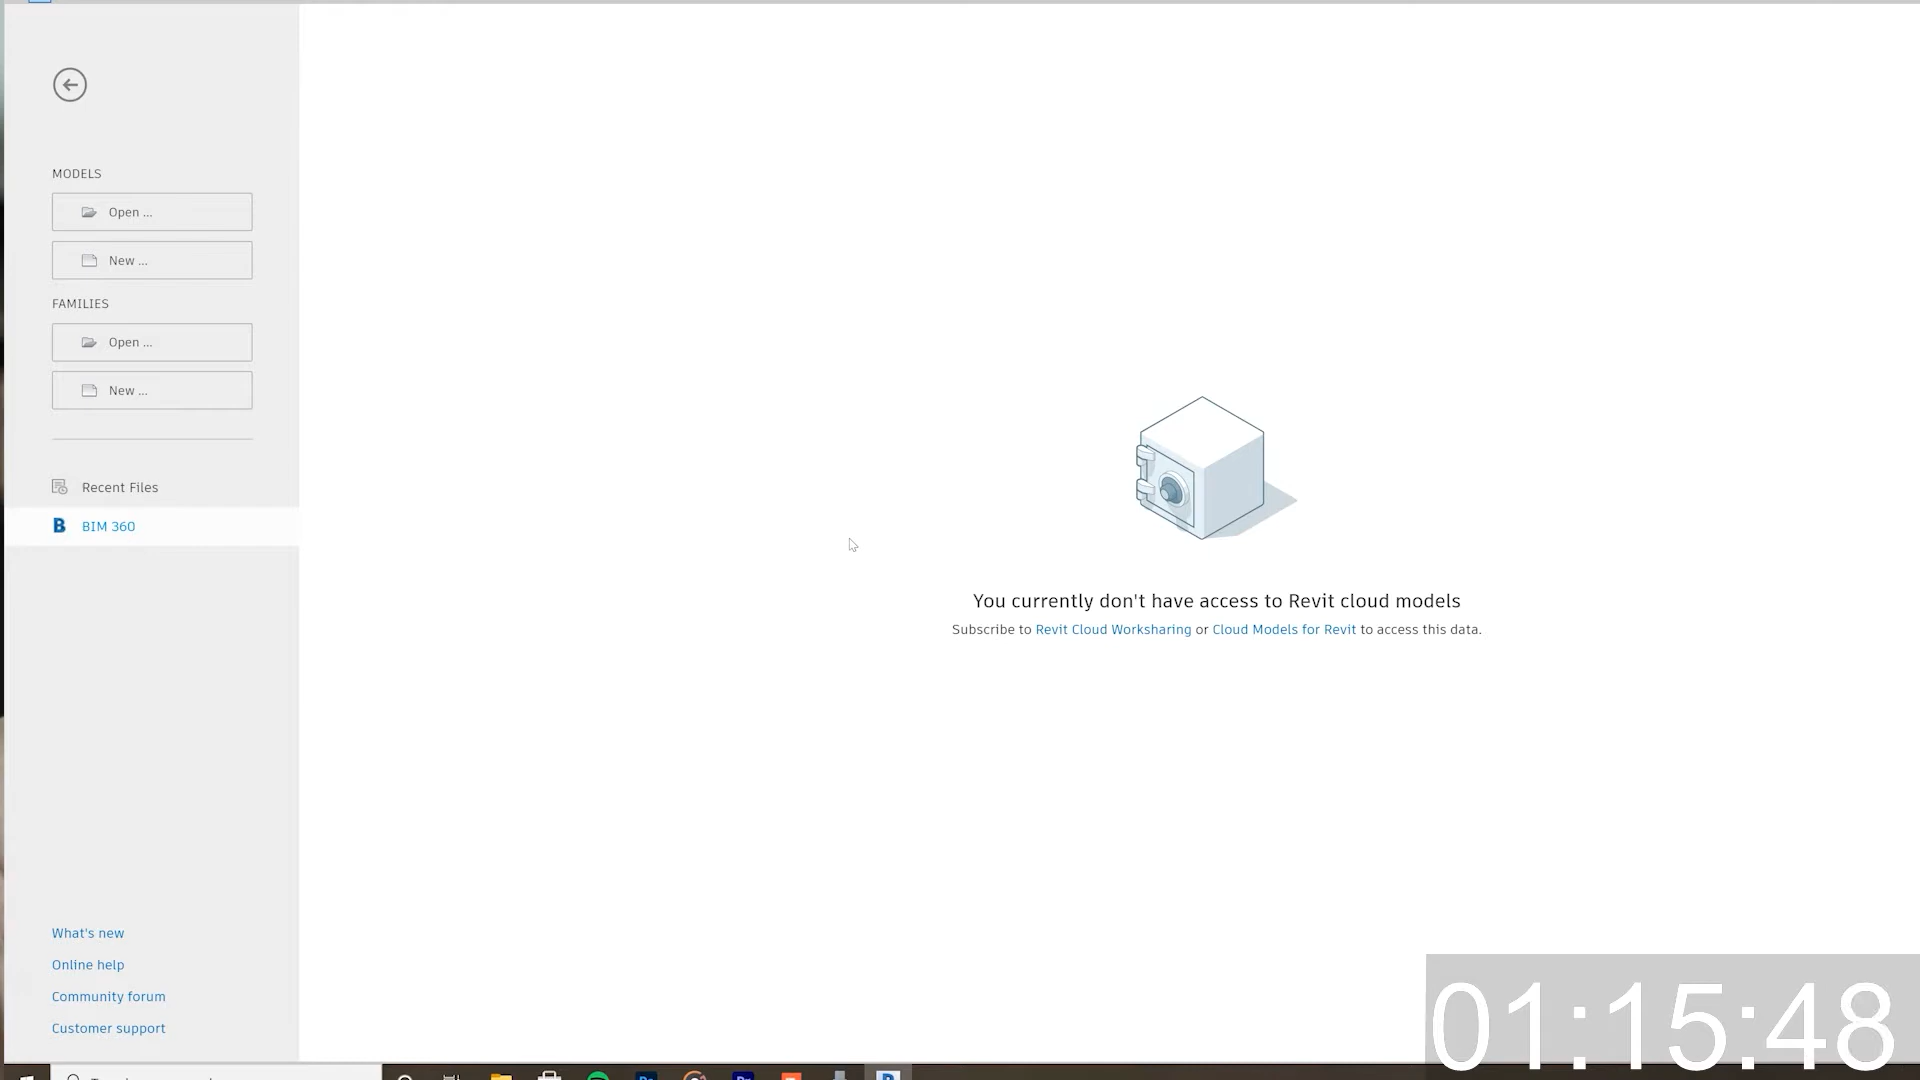 MODELS
Open ...
New ...
FAMILIES
Open ...
New ...
Recent Files
B BIM 360
You currently don't have access to Revit cloud models
Subscribe to Revit Cloud Worksharing or Cloud Models for Revit to access this data.
What's new
Online help
Community forum
Customer support
01:15:48